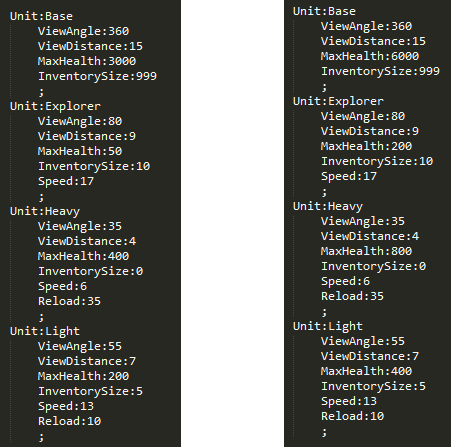 Unit:Base
ViewAngle:360
ViewDistance:15
MaxHealth:3000
InventorySize:999
;
Unit:Explorer
ViewAngle:80
ViewDistance:9
MaxHealth:50
InventorySize:10
Speed:17
;
Unit:Heavy
ViewAngle:35
ViewDistance:4
MaxHealth:400
InventorySize:0
Speed:6
Reload:35
;
Unit:Light
ViewAngle:55
ViewDistance:7
MaxHealth:200
InventorySize:5
Speed:13
Reload:10
;
Unit:Base
ViewAngle:360
ViewDistance:15
MaxHealth:6000
InventorySize:999
;
Unit:Explorer
ViewAngle:80
ViewDistance:9
MaxHealth:200
InventorySize:10
Speed:17
;
Unit:Heavy
ViewAngle:35
ViewDistance:4
MaxHealth:800
InventorySize:0
Speed:6
Reload:35
;
Unit:Light
ViewAngle:55
ViewDistance:7
MaxHealth:400
InventorySize:5
Speed:13
Reload:10
;